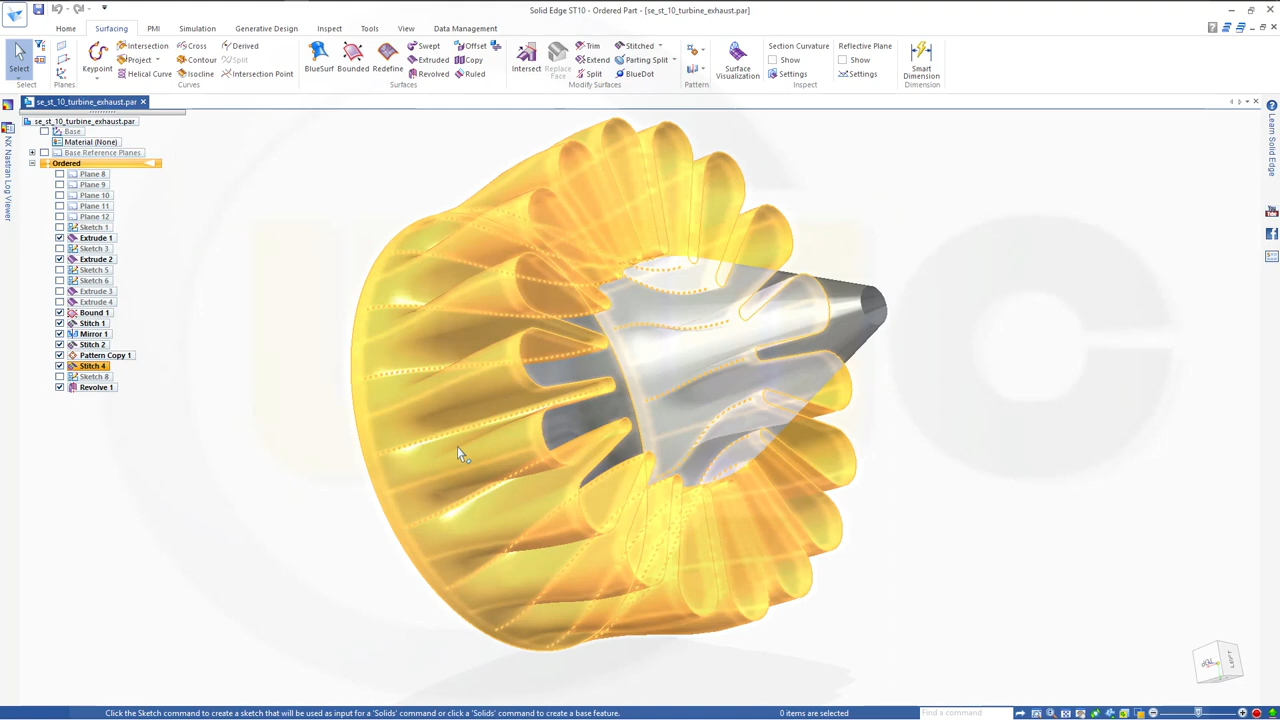 Solid Edge ST10 - Ordered Part - [se_st_10_turbine_exhaust.par]
Home Surfacing PMI Simulation Generative Design Inspect Tools View Data Management
Select
Select
Planes
Keypoint
Intersection
Project
Helical Curve
Cross
Contour
Isocline
Derived
Split
Intersection Point
Curves
BlueSurf
Bounded
Redefine
Swept
Extruded
Revolved
Offset
Copy
Ruled
Surfaces
Intersect
Replace
Face
Trim
Extend
Split
Stitched
Parting Split
BlueDot
Modify Surfaces
Pattern
Surface
Visualization
Section Curvature
Show
Settings
Reflective Plane
Show
Settings
Inspect
Smart
Dimension
Dimension
se_st_10_turbine_exhaust.par
se_st_10_turbine_exhaust.par
Base
Material (None)
Base Reference Planes
Ordered
Plane 8
Plane 9
Plane 10
Plane 11
Plane 12
Sketch 1
Extrude 1
Sketch 3
Extrude 2
Sketch 5
Sketch 6
Extrude 3
Extrude 4
Bound 1
Stitch 1
Mirror 1
Stitch 2
Pattern Copy 1
Stitch 4
Sketch 8
Revolve 1
NX Nastran Log Viewer
Learn Solid Edge
You
LEFT
Click the Sketch command to create a sketch that will be used as input for a 'Solids' command or click a 'Solids' command to create a base feature.
0 items are selected
Find a command